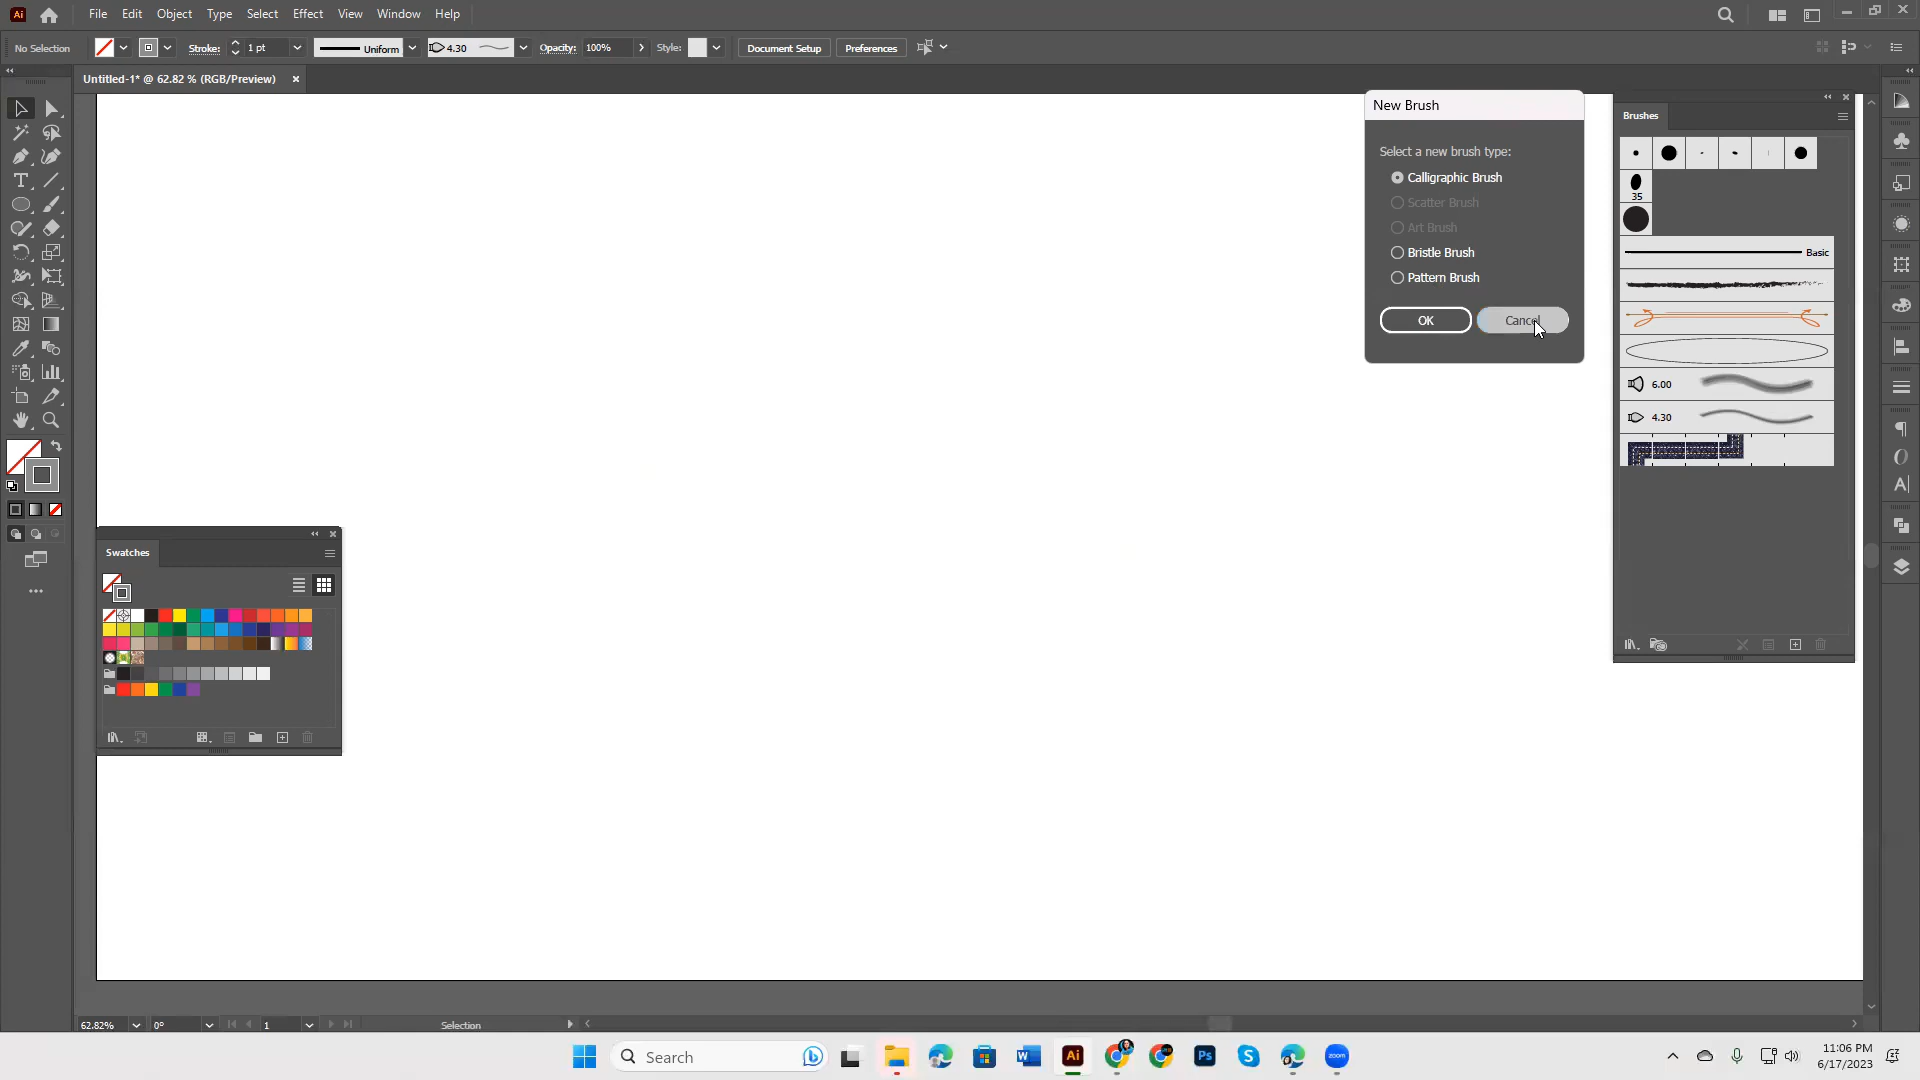 Ai File Edit Object Type Select Effect View Window Help
No Selection Stroke: 1 pt Uniform 4.30 Opacity: 100% Style: Document Setup Preferences
Untitled-1* @ 62.82 % (RGB/Preview) ×
New Brush
Select a new brush type:
Calligraphic Brush
Scatter Brush
Art Brush
Bristle Brush
Pattern Brush
OK Cancel
Brushes
35
Basic
6.00
4.30
Swatches
62.82% 0° 1 Selection
Search W Ai Ps S zoom
11:06 PM
6/17/2023